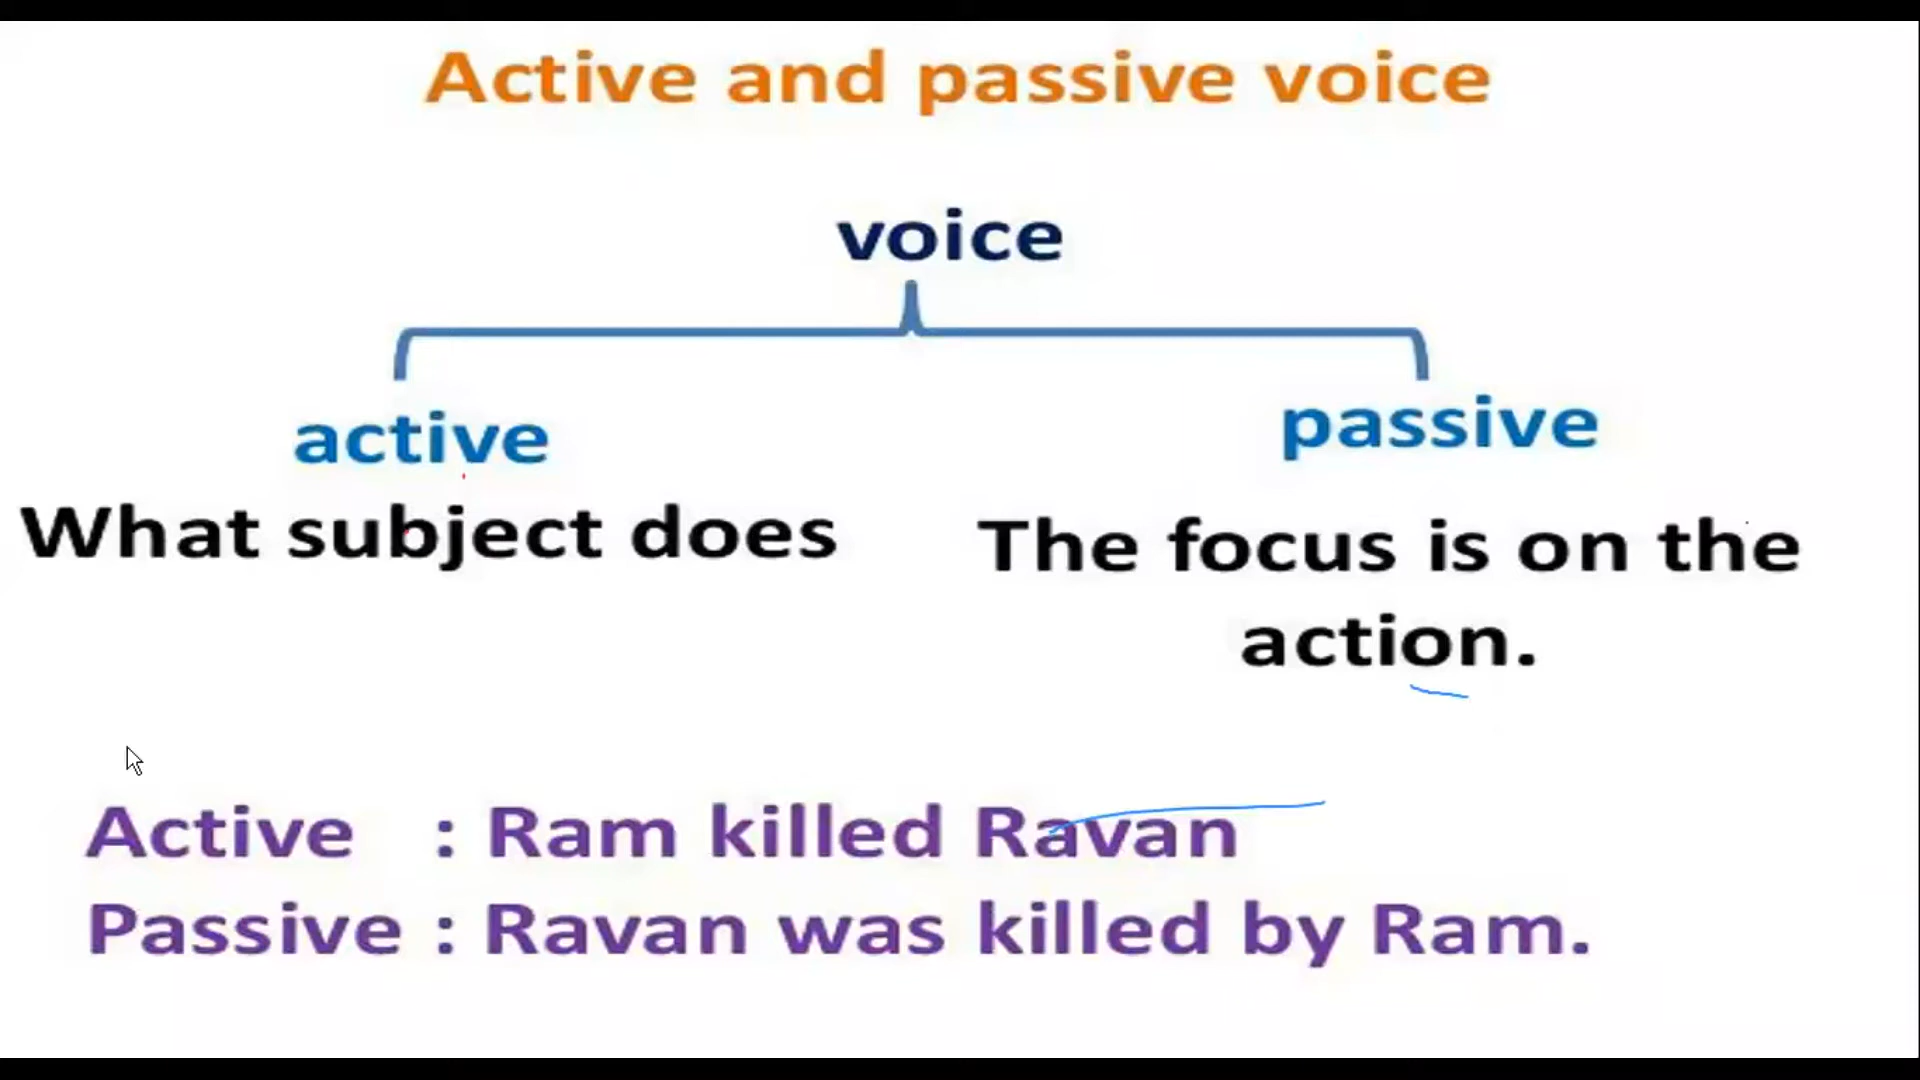 Active and passive voice
voice
active
passive
What subject does
The focus is on the
action.
Active : Ram killed Ravan
Passive : Ravan was killed by Ram.